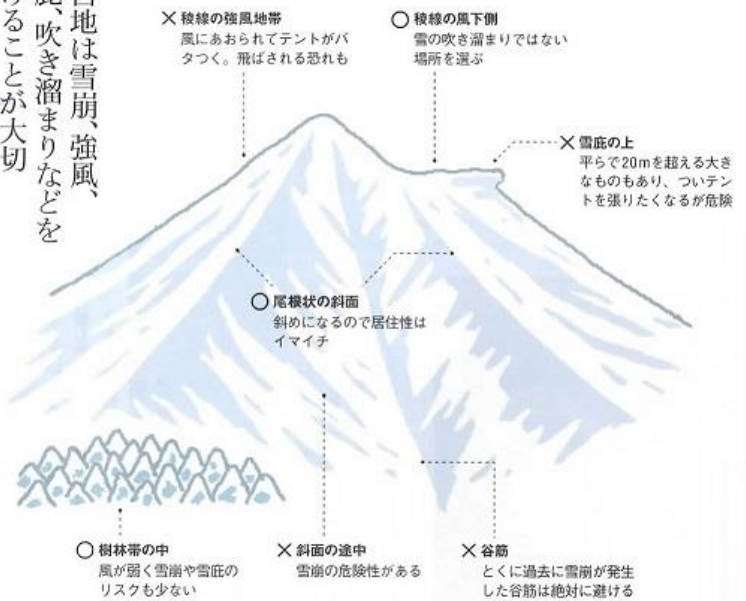 地は雪崩、強風、
、吹き溜まりなどを
ることが大切
×稜線の強風地帯
風にあおられてテントがバ
タつく。飛ばされる恐れも
○稜線の風下側
雪の吹き溜まりではない
場所を選ぶ
×雪庇の上
平らで20mを超える大き
なものもあり、ついテン
トを張りたくなるが危険
○尾根状の斜面
斜めになるので居住性は
イマイチ
○樹林帯の中
風が弱く雪崩や雪庇の
リスクも少ない
×斜面の途中
雪崩の危険性がある
×谷筋
とくに過去に雪崩が発生
した谷筋は絶対に避ける